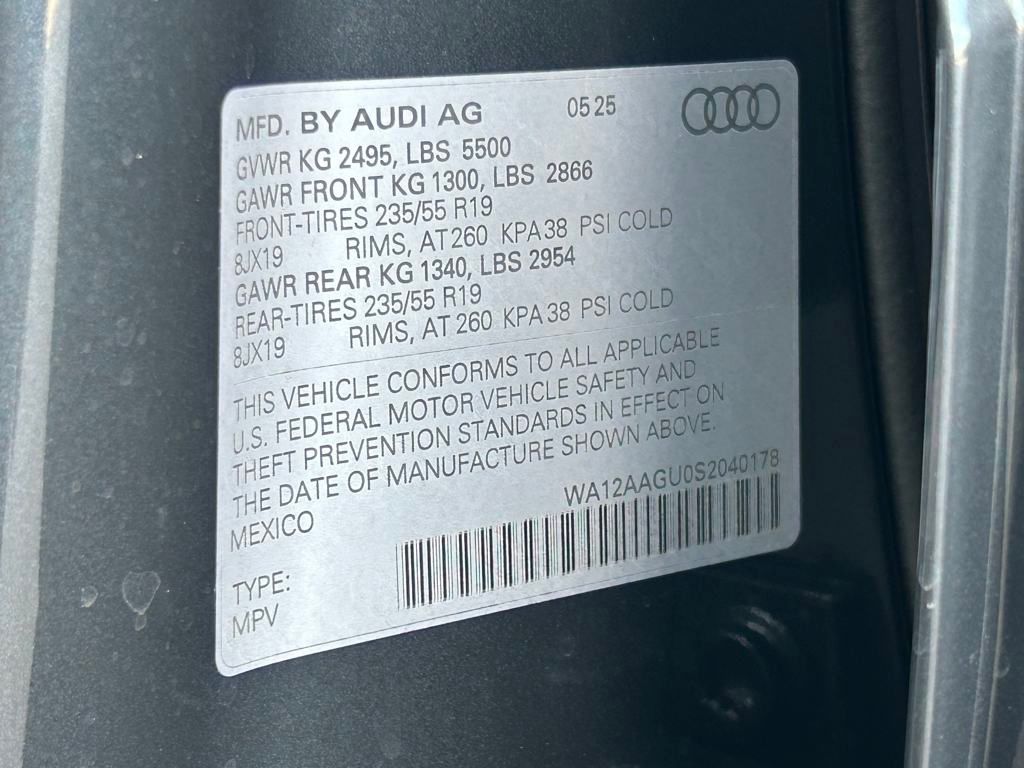 MFD. BY AUDI AG 05 25
GVWR KG 2495, LBS 5500
GAWR FRONT KG 1300, LBS 2866
FRONT-TIRES 235/55 R19
8JX19 RIMS, AT 260 KPA 38 PSI COLD
GAWR REAR KG 1340, LBS 2954
REAR-TIRES 235/55 R19
8JX19 RIMS, AT 260 KPA 38 PSI COLD
THIS VEHICLE CONFORMS TO ALL APPLICABLE
U.S. FEDERAL MOTOR VEHICLE SAFETY AND
THEFT PREVENTION STANDARDS IN EFFECT ON
THE DATE OF MANUFACTURE SHOWN ABOVE.
MEXICO WA12AAGU0S2040178
TYPE:
MPV